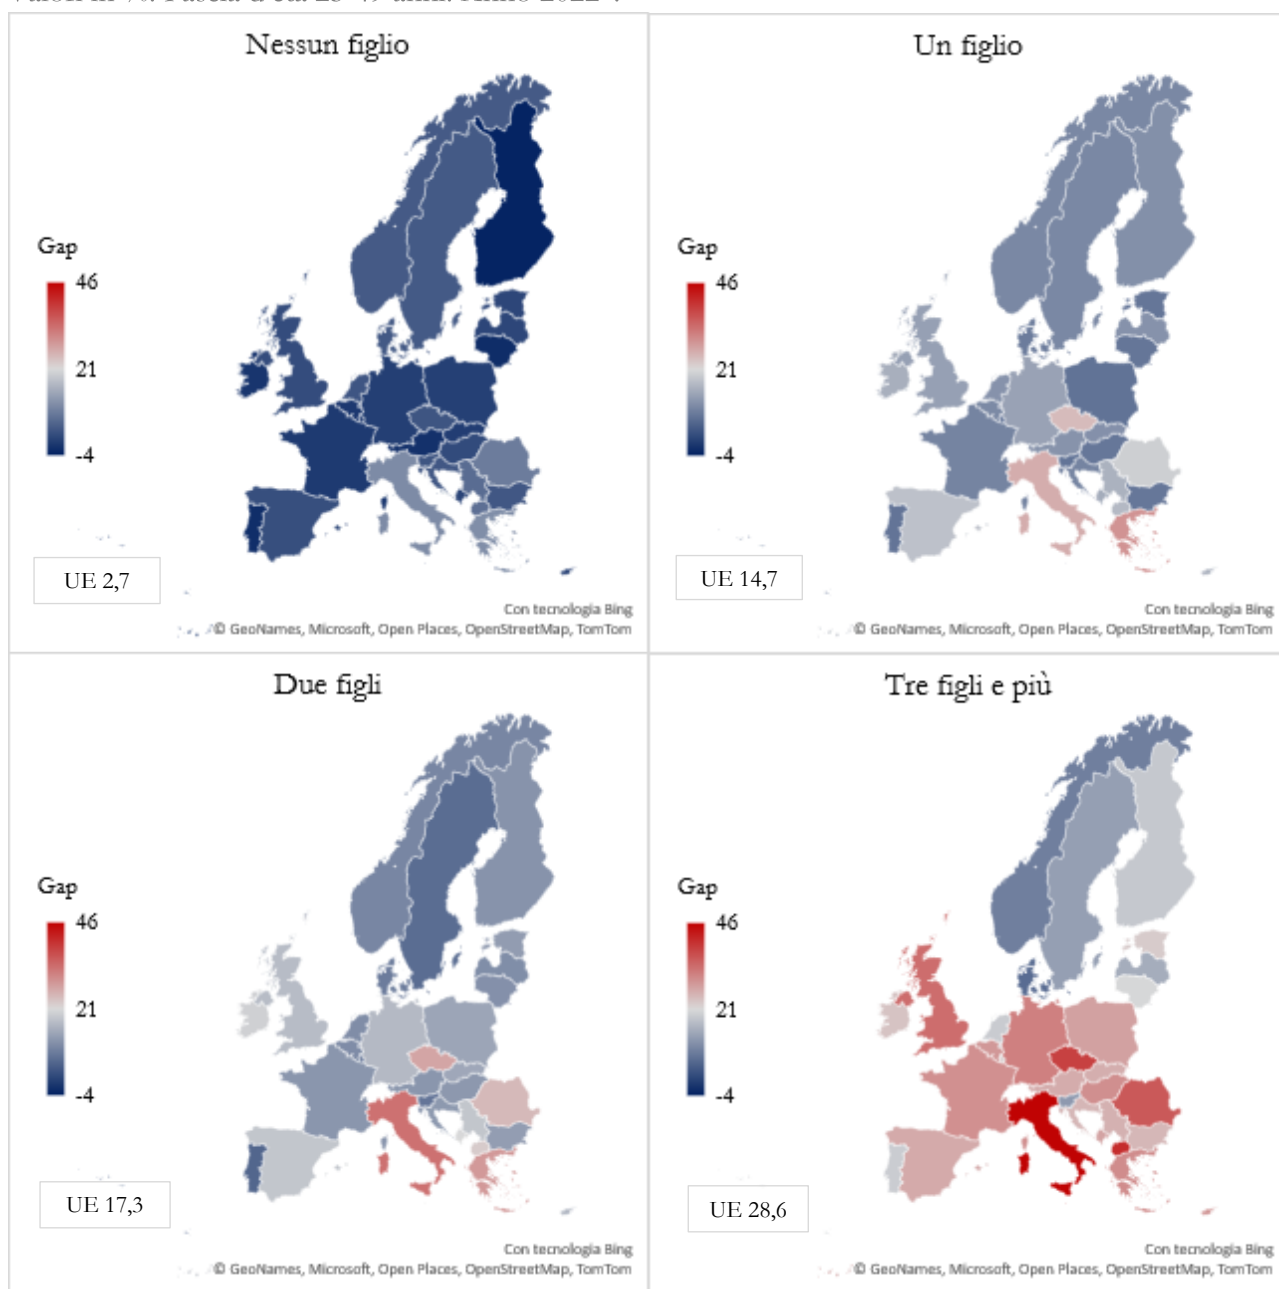 Nessun figlio
Gap
46
21
-4
UE 2,7
Con tecnologia Bing
© GeoNames, Microsoft, Open Places, OpenStreetMap, TomTom
Un figlio
Gap
46
21
-4
UE 14,7
Con tecnologia Bing
© GeoNames, Microsoft, Open Places, OpenStreetMap, TomTom
Due figli
Gap
46
21
-4
UE 17,3
Con tecnologia Bing
© GeoNames, Microsoft, Open Places, OpenStreetMap, TomTom
Tre figli e più
Gap
46
21
-4
UE 28,6
Con tecnologia Bing
© GeoNames, Microsoft, Open Places, OpenStreetMap, TomTom